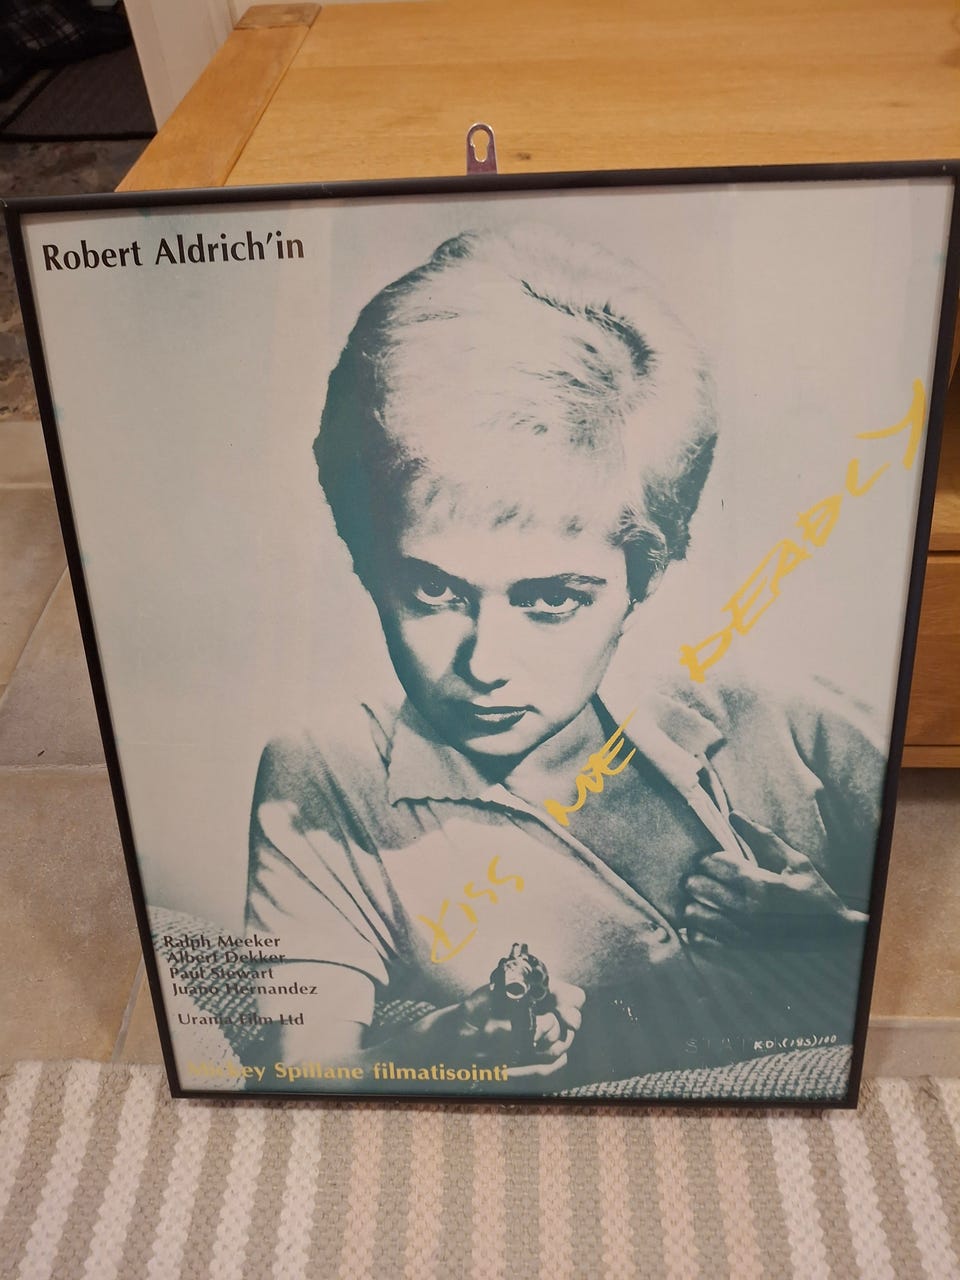 Robert Aldrich'in
KISS ME DEADLY
Ralph Meeker
Albert Dekker
Paul Stewart
Juano Hernandez
Urania Film Ltd
Mickey Spillane filmatisointi